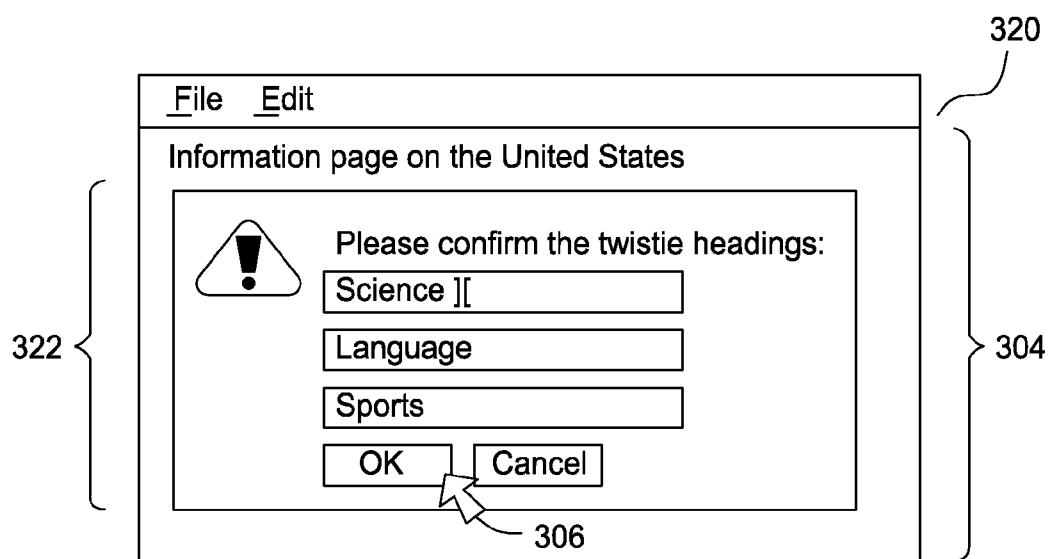 320
File Edit
Information page on the United States
Please confirm the twistie headings:
Science ][
322
Language
304
Sports
OK Cancel
306